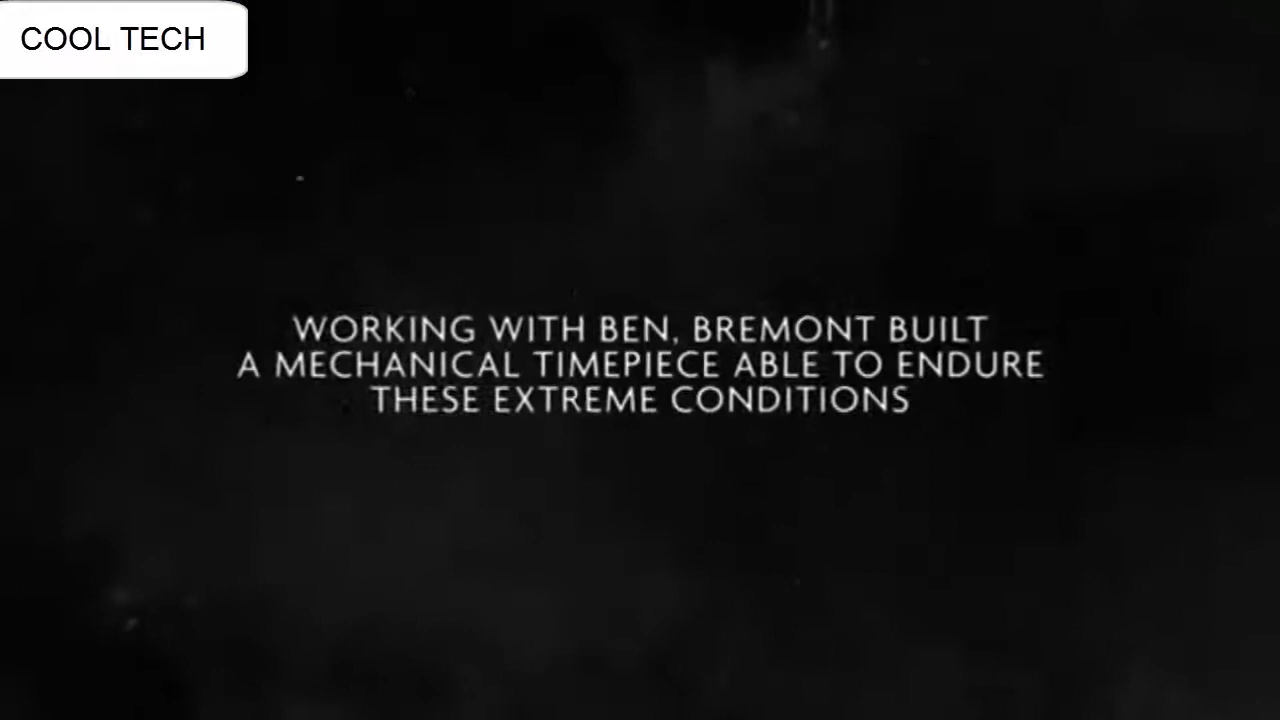 COOL TECH
WORKING WITH BEN, BREMONT BUILT
A MECHANICAL TIMEPIECE ABLE TO ENDURE
THESE EXTREME CONDITIONS